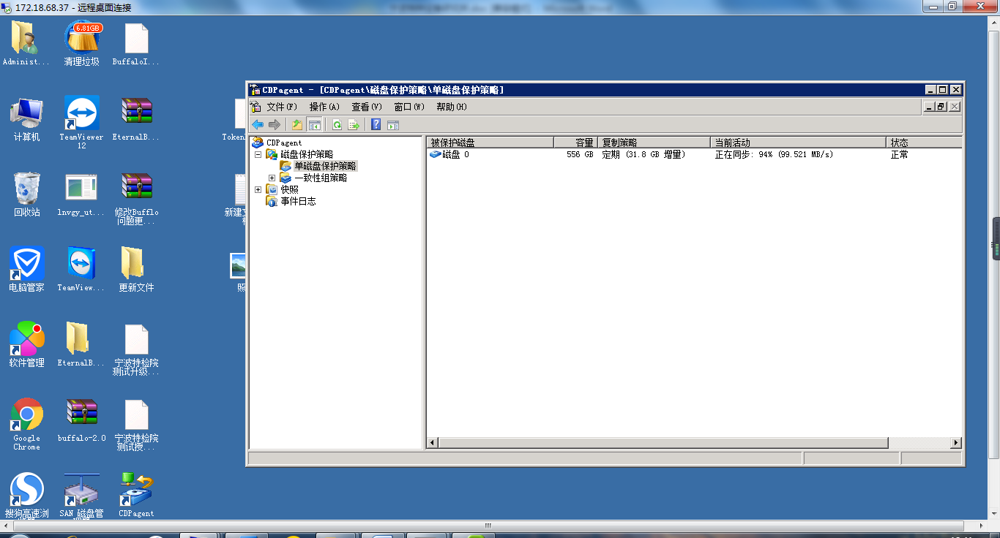 172.18.68.37 - 远程桌面连接
6.81GB
Administ...
清理垃圾
BuffaloI...
计算机
TeamViewer
12
EternalB...
Token
回收站
lnvgy_ut...
修改Bufflo
问题更...
电脑管家
TeamView...
更新文件
照
软件管理
EternalB...
宁波特检院
测试升级...
Google
Chrome
buffalo-2.0
宁波特检院
测试授...
搜狗高速浏
SAN 磁盘管
CDPagent
CDPagent - [CDPagent\磁盘保护策略\单磁盘保护策略]
文件(F) 操作(A) 查看(V) 窗口(W) 帮助(H)
CDPagent
磁盘保护策略
单磁盘保护策略
一致性组策略
快照
事件日志
被保护磁盘 容量 复制策略 当前活动 状态
磁盘 0 556 GB 定期 (31.8 GB 增量) 正在同步: 94% (99.521 MB/s) 正常